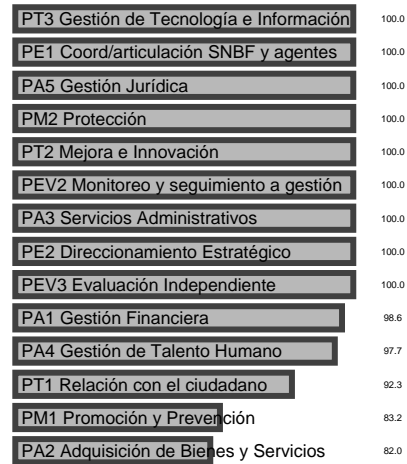 PT3 Gestión de Tecnología e Información 100.0
PE1 Coord/articulación SNBF y agentes 100.0
PA5 Gestión Jurídica 100.0
PM2 Protección 100.0
PT2 Mejora e Innovación 100.0
PEV2 Monitoreo y seguimiento a gestión 100.0
PA3 Servicios Administrativos 100.0
PE2 Direccionamiento Estratégico 100.0
PEV3 Evaluación Independiente 100.0
PA1 Gestión Financiera 98.6
PA4 Gestión de Talento Humano 97.7
PT1 Relación con el ciudadano 92.3
PM1 Promoción y Prevención 83.2
PA2 Adquisición de Bienes y Servicios 82.0